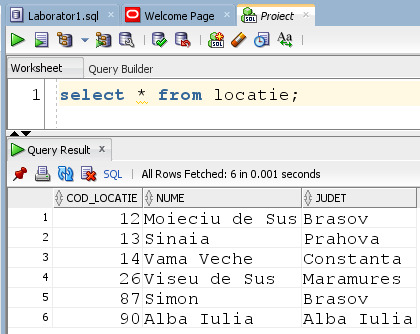 Laborator1.sql Welcome Page Proiect
Worksheet Query Builder
1 select * from locatie;
Query Result x
SQL | All Rows Fetched: 6 in 0.001 seconds
COD_LOCATIE NUME JUDET
1 12 Moieciu de Sus Brasov
2 13 Sinaia Prahova
3 14 Vama Veche Constanta
4 26 Viseu de Sus Maramures
5 87 Simon Brasov
6 90 Alba Iulia Alba Iulia